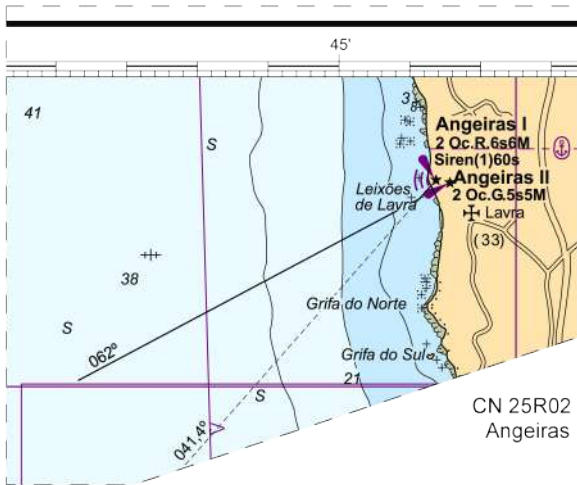 45'
41
3 8
Angeiras I
2 Oc.R.6s6M
Siren(1)60s
S
Angeiras II
2 Oc.G.5s5M
Leixões
de Lavra
Lavra
(33)
38
Grifa do Norte
S
062º
Grifa do Sul
21
S
041,4º
CN 25R02
Angeiras